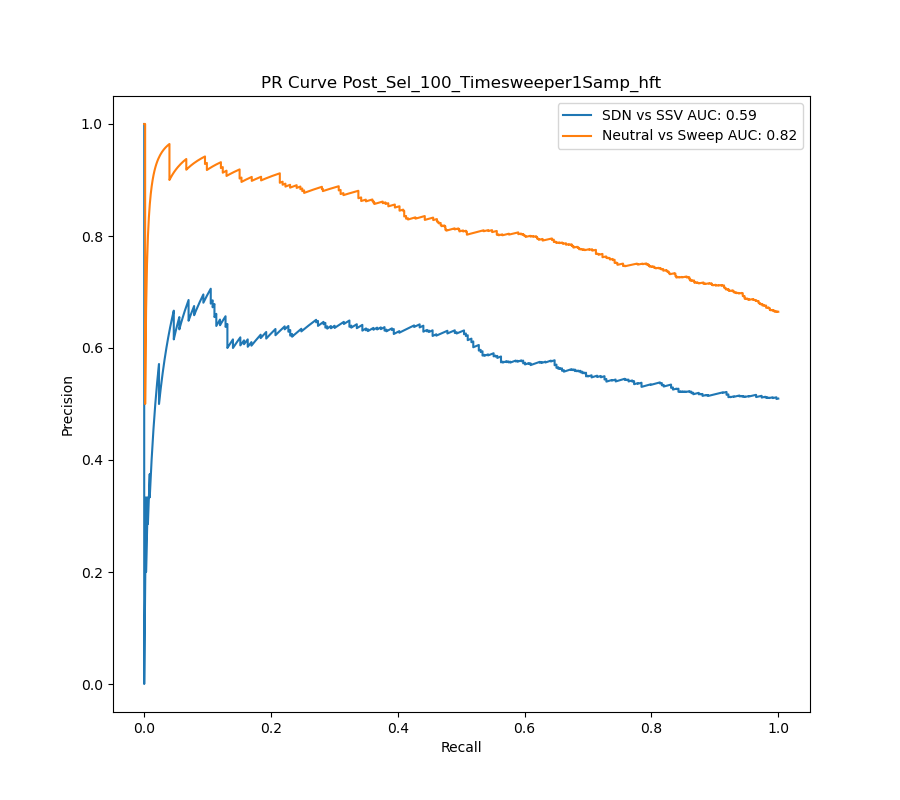 PR Curve Post_Sel_100_Timesweeper1Samp_hft
SDN vs SSV AUC: 0.59
Neutral vs Sweep AUC: 0.82
1.0
0.8
0.6
0.4
0.2
0.0
Precision
0.0 0.2 0.4 0.6 0.8 1.0
Recall